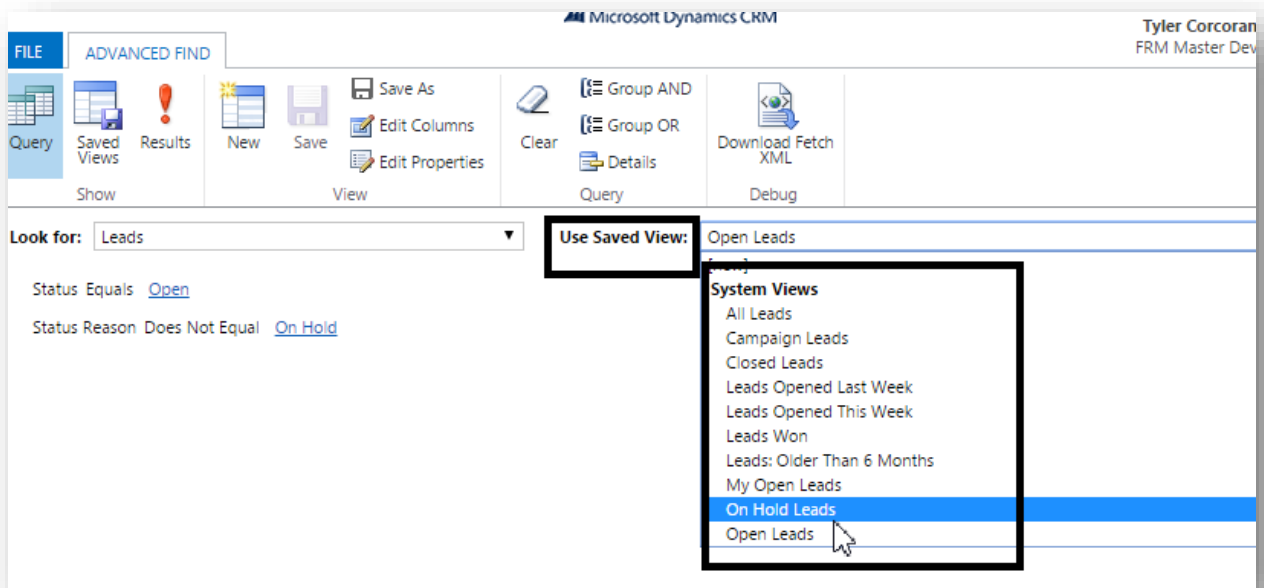 Microsoft Dynamics CRM
Tyler Corcoran
FILE
ADVANCED FIND
FRM Master Dev
Query
Saved Views
Results
New
Save
Save As
Edit Columns
Edit Properties
Clear
Group AND
Group OR
Details
Download Fetch XML
Show
View
Query
Debug
Look for: Leads
Use Saved View: Open Leads
Status Equals Open
Status Reason Does Not Equal On Hold
System Views
All Leads
Campaign Leads
Closed Leads
Leads Opened Last Week
Leads Opened This Week
Leads Won
Leads: Older Than 6 Months
My Open Leads
On Hold Leads
Open Leads